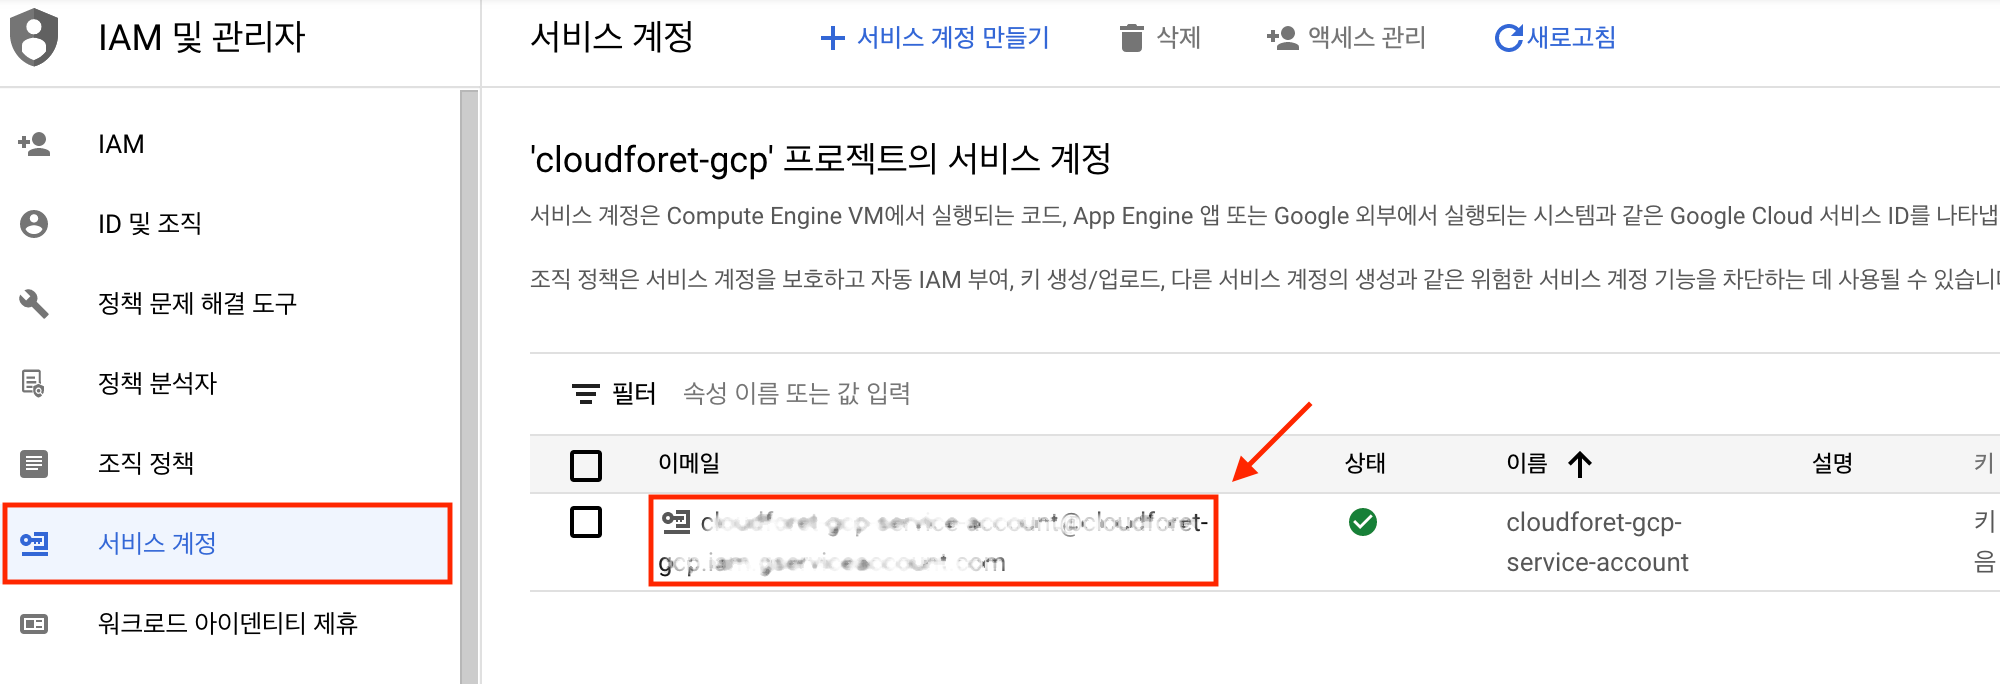 IAM 및 관리자
서비스 계정
서비스 계정 만들기
삭제
액세스 관리
새로고침
IAM
ID 및 조직
정책 문제 해결 도구
정책 분석자
조직 정책
서비스 계정
워크로드 아이덴티티 제휴
'cloudforet-gcp' 프로젝트의 서비스 계정
서비스 계정은 Compute Engine VM에서 실행되는 코드, App Engine 앱 또는 Google 외부에서 실행되는 시스템과 같은 Google Cloud 서비스 ID를 나타냅
조직 정책은 서비스 계정을 보호하고 자동 IAM 부여, 키 생성/업로드, 다른 서비스 계정의 생성과 같은 위험한 서비스 계정 기능을 차단하는 데 사용될 수 있습니
필터 속성 이름 또는 값 입력
이메일 상태 이름 설명 키
cloudforet-gcp-service-account@cloudforet-
gcp.iam.gserviceaccount.com
cloudforet-gcp-
service-account
키
음